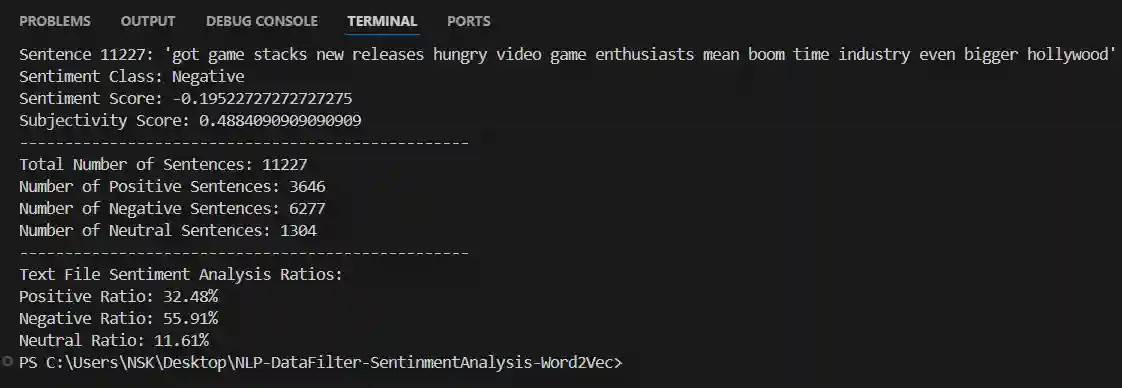 PROBLEMS OUTPUT DEBUG CONSOLE TERMINAL PORTS
Sentence 11227: 'got game stacks new releases hungry video game enthusiasts mean boom time industry even bigger hollywood'
Sentiment Class: Negative
Sentiment Score: -0.19522727272727275
Subjectivity Score: 0.4884090909090909
--------------------------------------------------
Total Number of Sentences: 11227
Number of Positive Sentences: 3646
Number of Negative Sentences: 6277
Number of Neutral Sentences: 1304
--------------------------------------------------
Text File Sentiment Analysis Ratios:
Positive Ratio: 32.48%
Negative Ratio: 55.91%
Neutral Ratio: 11.61%
PS C:\Users\NSK\Desktop\NLP-DataFilter-SentinmentAnalysis-Word2Vec>